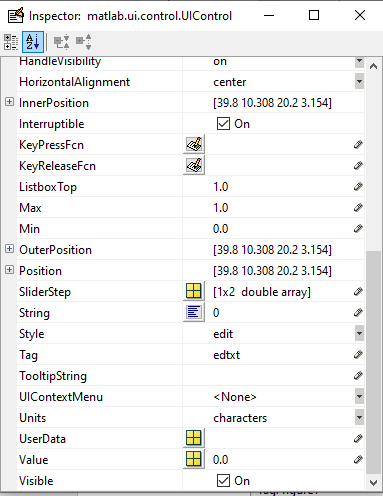 Inspector: matlab.ui.control.UIControl
HandleVisibility on
HorizontalAlignment center
InnerPosition [39.8 10.308 20.2 3.154]
Interruptible On
KeyPressFcn
KeyReleaseFcn
ListboxTop 1.0
Max 1.0
Min 0.0
OuterPosition [39.8 10.308 20.2 3.154]
Position [39.8 10.308 20.2 3.154]
SliderStep [1x2 double array]
String 0
Style edit
Tag edtxt
TooltipString
UIContextMenu <None>
Units characters
UserData
Value 0.0
Visible On